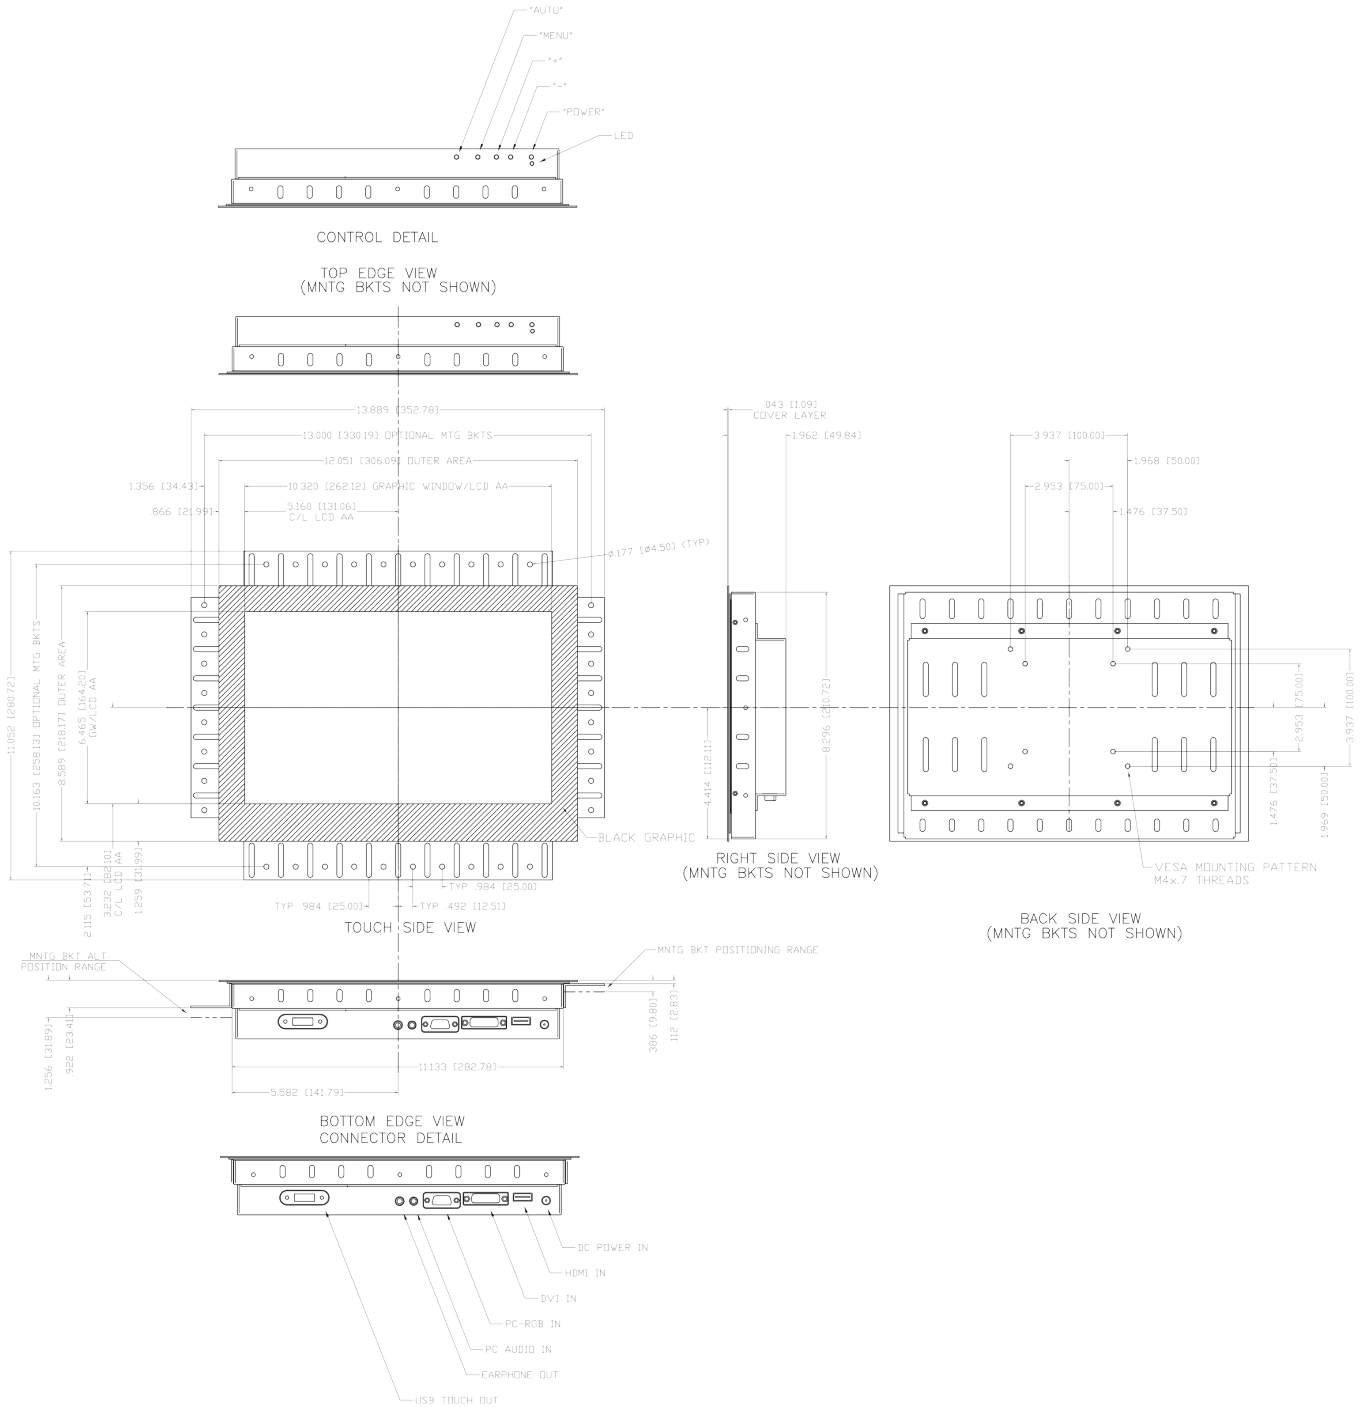 "AUTO"
"MENU"
"+"
"-"
"POWER"
LED
CONTROL DETAIL
TOP EDGE VIEW
(MNTG BKTS NOT SHOWN)
13.889 [352.78]
13.000 [330.19] OPTIONAL MTG BKTS
12.051 [306.09] OUTER AREA
1.356 [34.43]
10.320 [262.12] GRAPHIC WINDOW/LCD AA
.866 [21.99]
5.160 [131.06]
C/L LCD AA
Ø.177 [Ø4.50] (TYP)
11.052 [280.72]
10.163 [258.13] OPTIONAL MTG BKTS
8.589 [218.17] OUTER AREA
6.465 [164.20]
GW/LCD AA
BLACK GRAPHIC
2.115 [53.71]
3.232 [82.10]
C/L LCD AA
1.259 [31.99]
TYP .984 [25.00]
TYP .984 [25.00]
TYP .492 [12.51]
TOUCH SIDE VIEW
.043 [1.09]
COVER LAYER
1.962 [49.84]
4.414 [112.11]
8.296 [210.72]
RIGHT SIDE VIEW
(MNTG BKTS NOT SHOWN)
3.937 [100.00]
1.968 [50.00]
2.953 [75.00]
1.476 [37.50]
2.953 [75.00]
3.937 [100.00]
1.476 [37.50]
1.969 [50.00]
VESA MOUNTING PATTERN
M4x.7 THREADS
BACK SIDE VIEW
(MNTG BKTS NOT SHOWN)
MNTG BKT ALT
POSITION RANGE
MNTG BKT POSITIONING RANGE
1.256 [31.89]
.922 [23.41]
.386 [9.80]
.112 [2.83]
11.133 [282.78]
5.582 [141.79]
BOTTOM EDGE VIEW
CONNECTOR DETAIL
DC POWER IN
HDMI IN
DVI IN
PC-RGB IN
PC AUDIO IN
EARPHONE OUT
USB TOUCH OUT